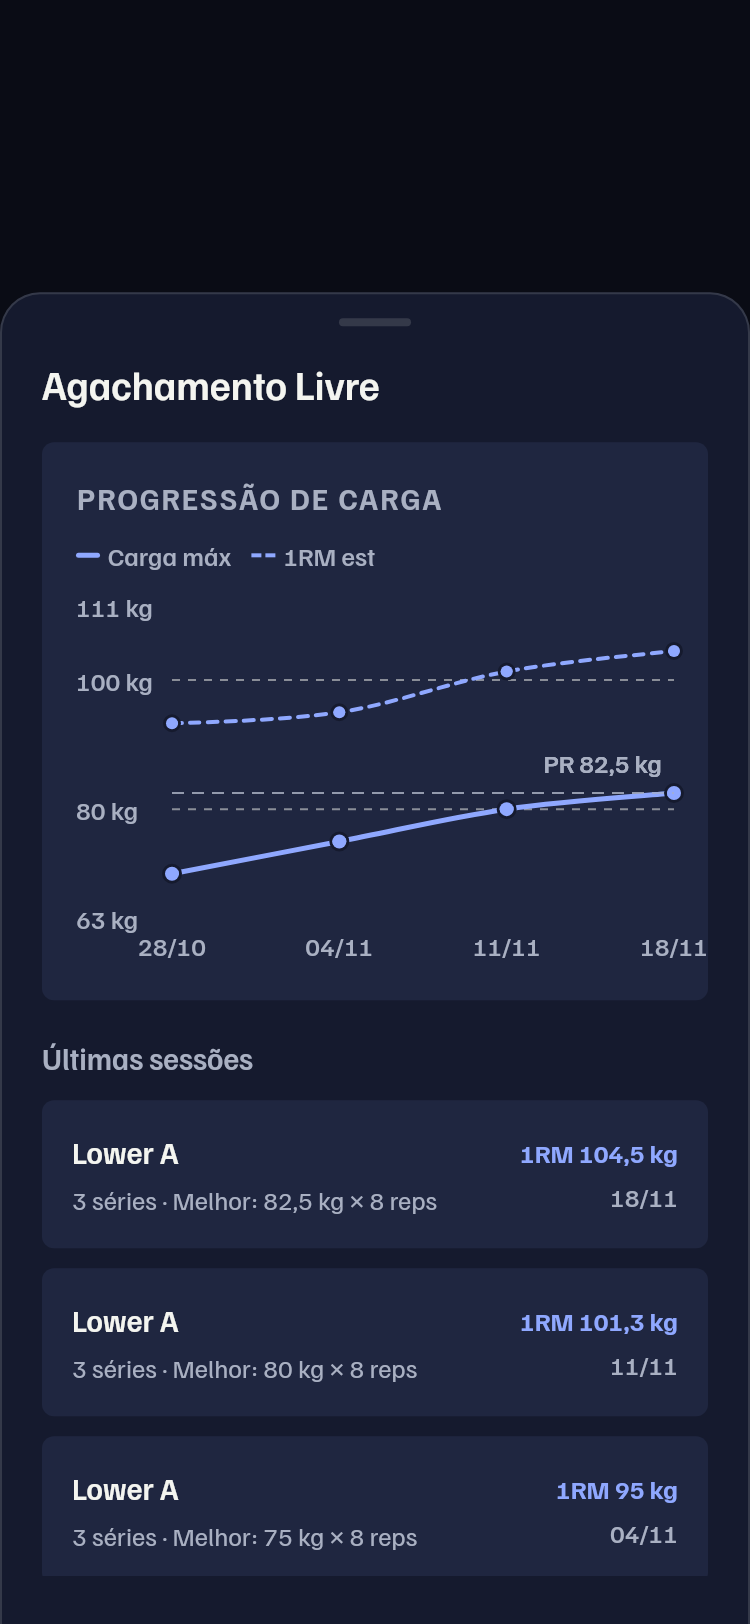 Agachamento Livre
PROGRESSÃO DE CARGA
Carga máx 1RM est
111 kg
100 kg
PR 82,5 kg
80 kg
63 kg
28/10 04/11 11/11 18/11
Últimas sessões
Lower A 1RM 104,5 kg
3 séries · Melhor: 82,5 kg × 8 reps 18/11
Lower A 1RM 101,3 kg
3 séries · Melhor: 80 kg × 8 reps 11/11
Lower A 1RM 95 kg
3 séries · Melhor: 75 kg × 8 reps 04/11